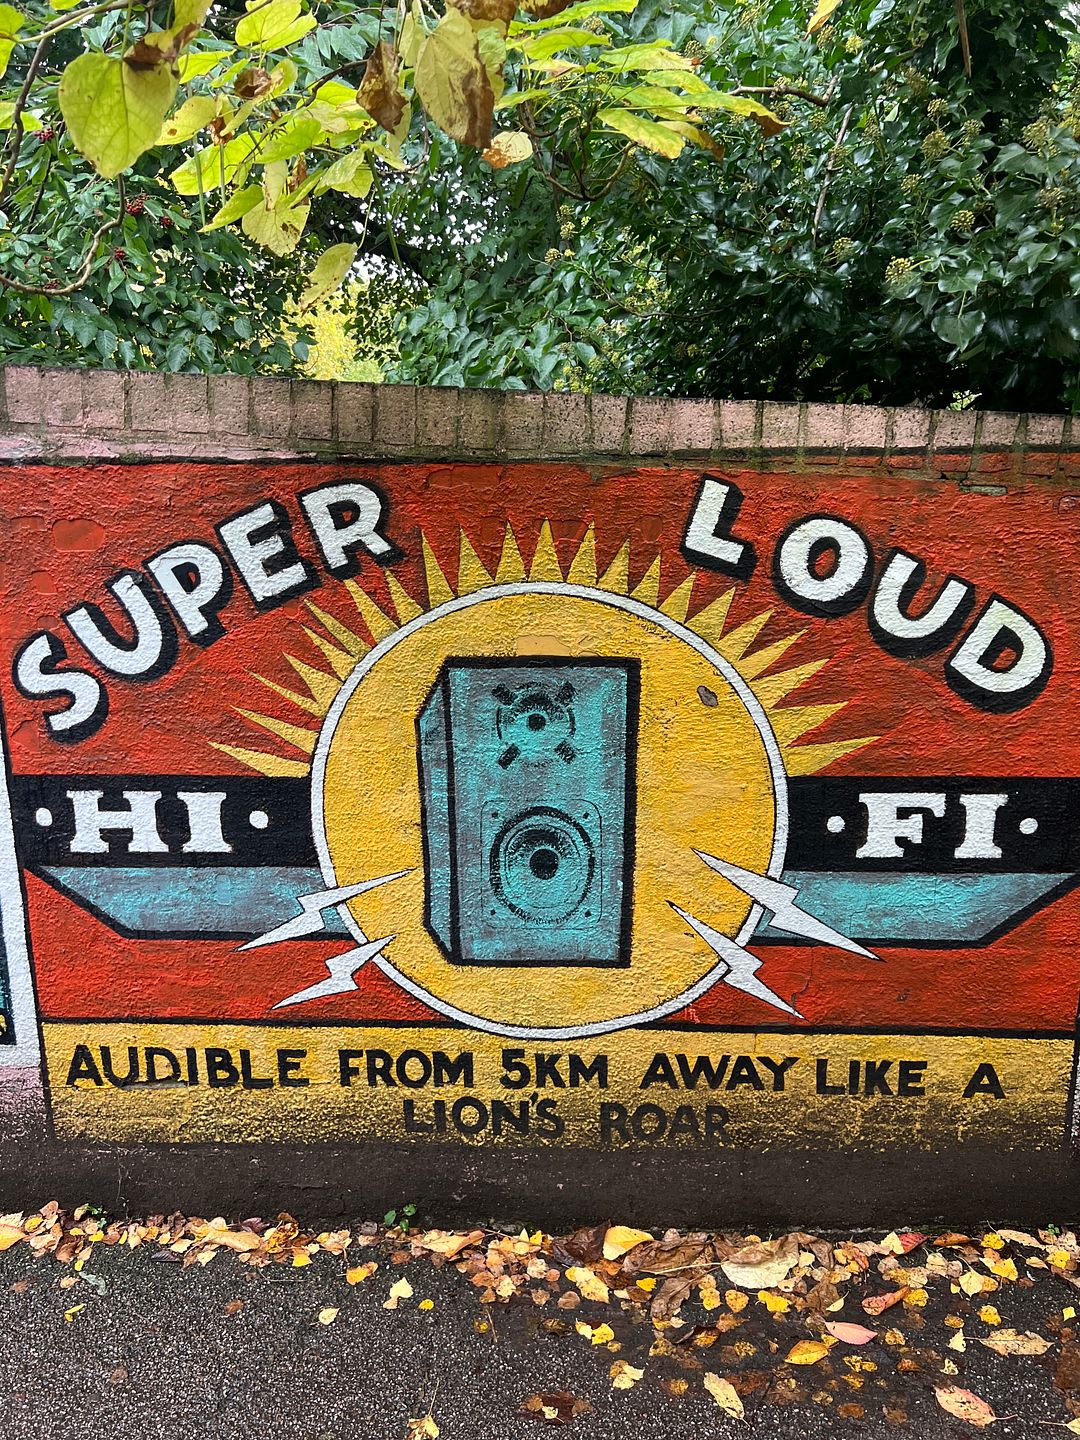 SUPER LOUD
· HI · · FI ·
AUDIBLE FROM 5KM AWAY LIKE A
LION'S ROAR